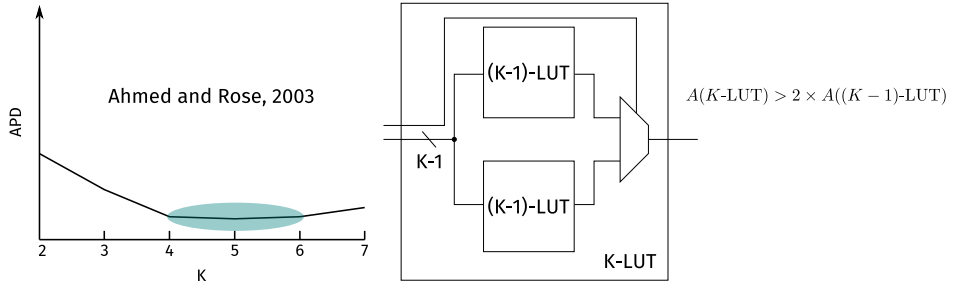 APD
Ahmed and Rose, 2003
2 3 4 5 6 7
K
(K-1)-LUT
K-1
(K-1)-LUT
K-LUT
A(K-LUT) > 2 × A((K − 1)-LUT)